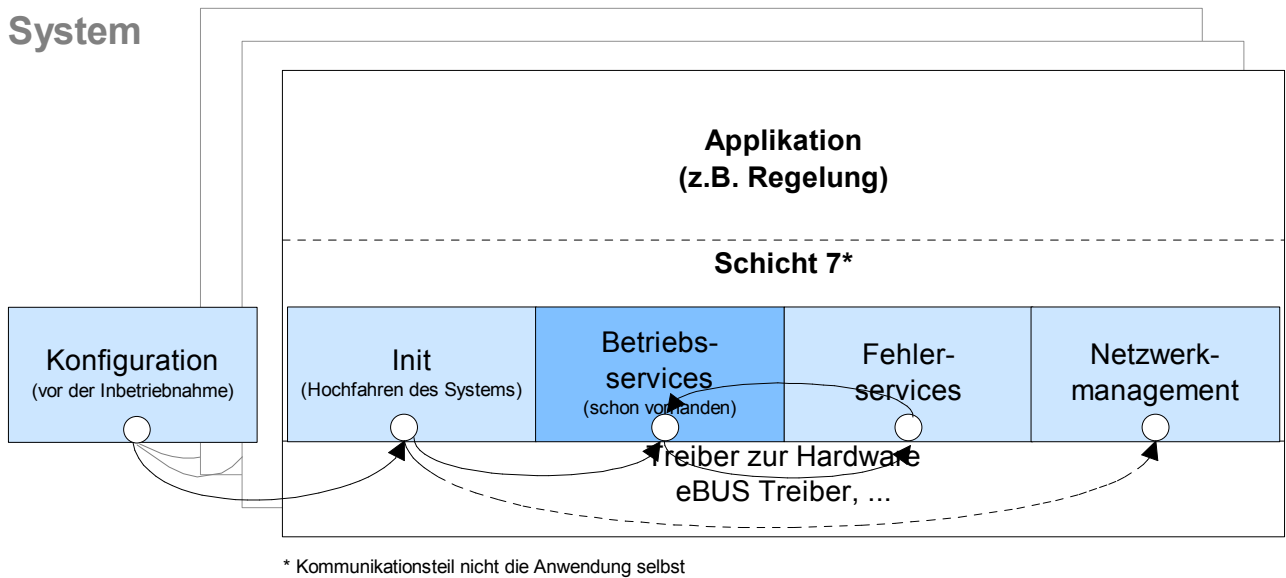 System
Applikation
(z.B. Regelung)
Schicht 7*
Konfiguration
(vor der Inbetriebnahme)
Init
(Hochfahren des Systems)
Betriebs-
services
(schon vorhanden)
Fehler-
services
Netzwerk-
management
Treiber zur Hardware
eBUS Treiber, ...
* Kommunikationsteil nicht die Anwendung selbst